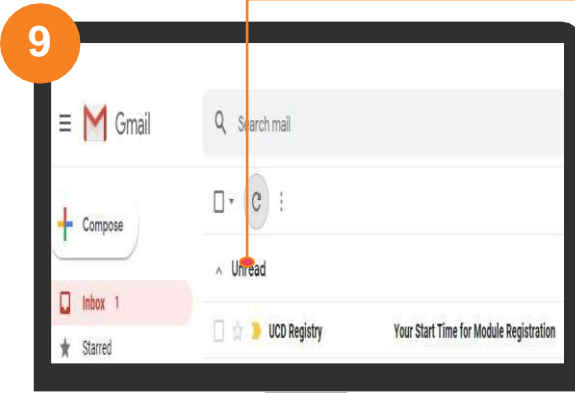 9
Gmail
Search mail
Compose
Unread
Inbox 1
UCD Registry Your Start Time for Module Registration
Starred